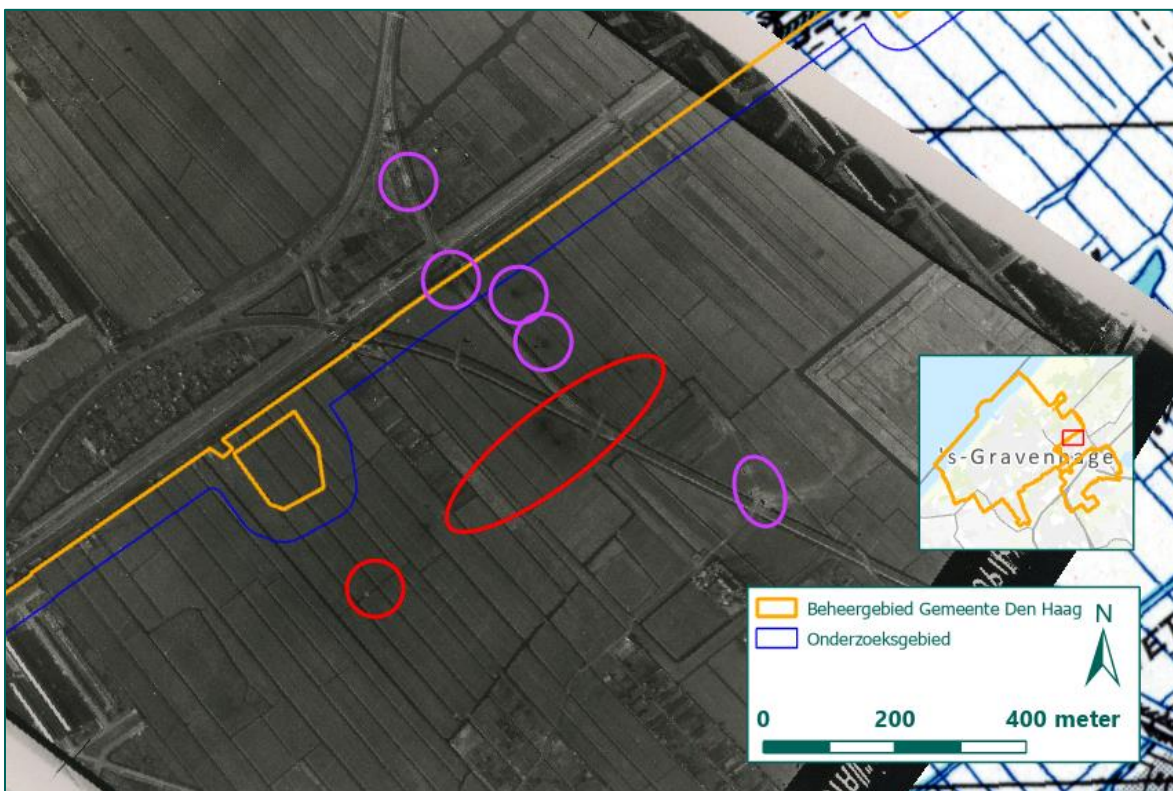 's-Gravenhage
Beheergebied Gemeente Den Haag
N
Onderzoeksgebied
0 200 400 meter